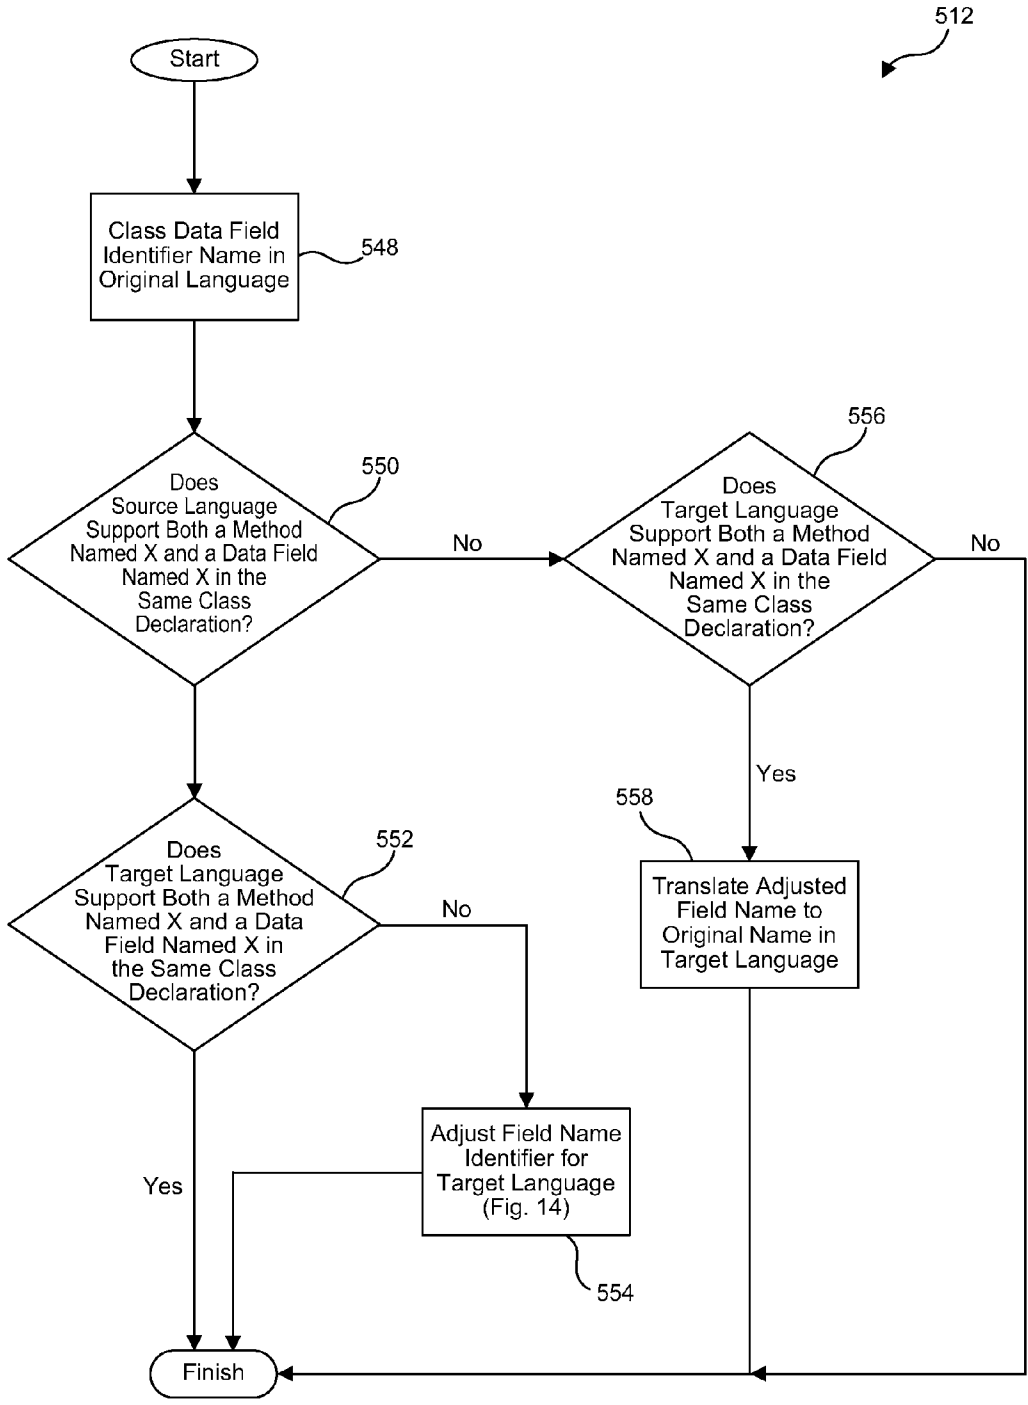 512
Start
Class Data Field
Identifier Name in
Original Language
548
Does
Source Language
Support Both a Method
Named X and a Data Field
Named X in the
Same Class
Declaration?
550
No
Does
Target Language
Support Both a Method
Named X and a Data Field
Named X in the
Same Class
Declaration?
556
No
Yes
558
Translate Adjusted
Field Name to
Original Name in
Target Language
Does
Target Language
Support Both a Method
Named X and a Data
Field Named X in
the Same Class
Declaration?
552
No
Adjust Field Name
Identifier for
Target Language
(Fig. 14)
554
Yes
Finish